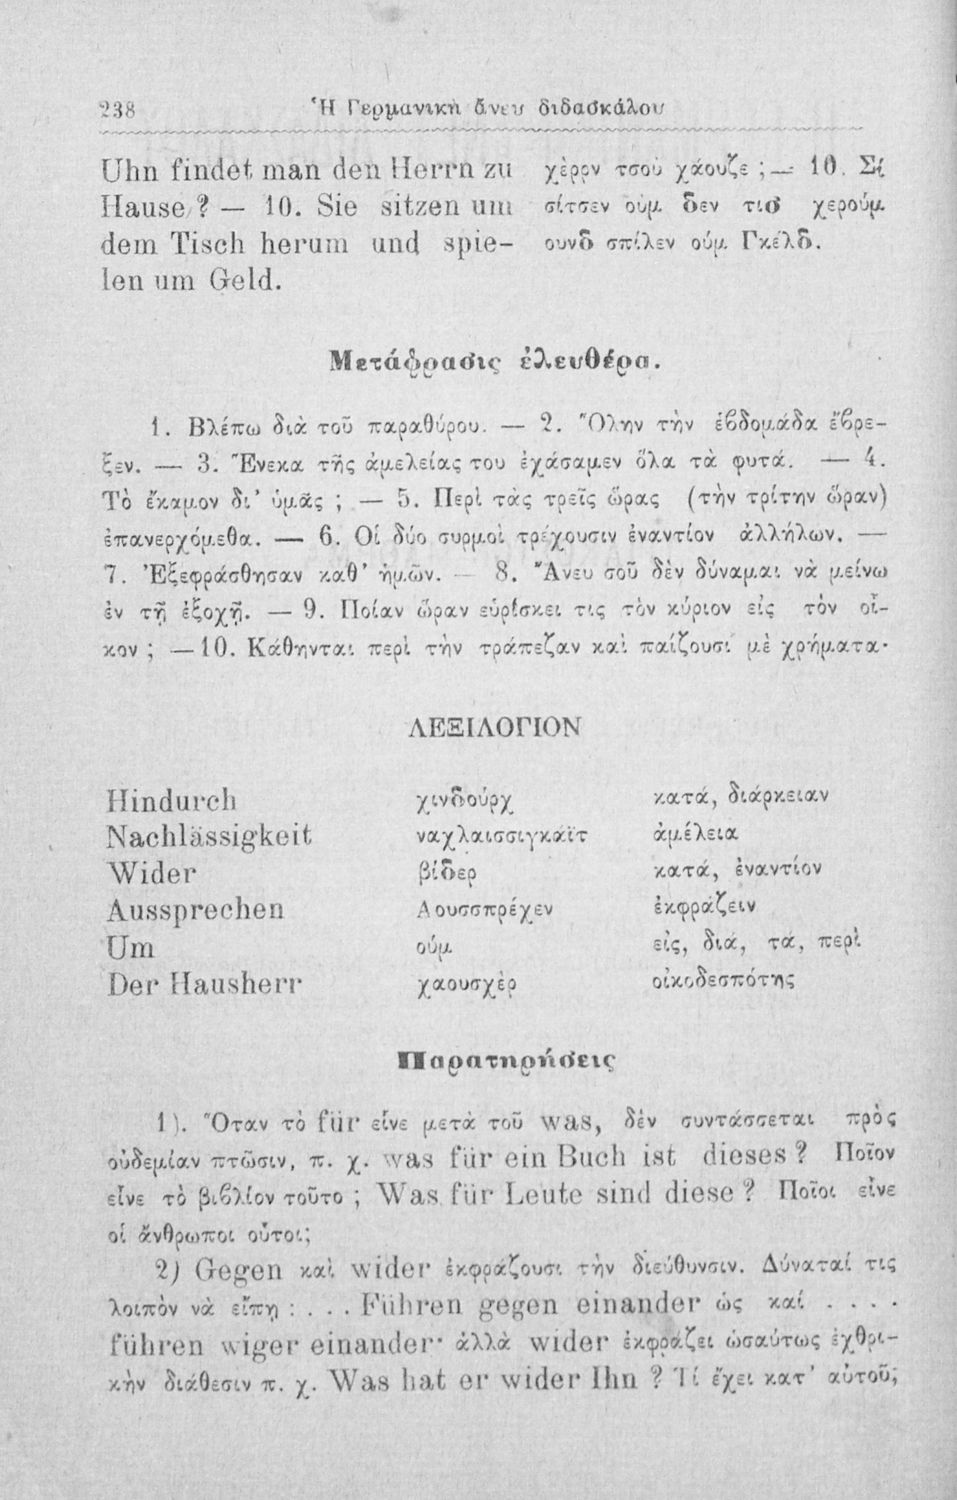 238
Ἡ Γερμανικὴ ἄνευ διδασκάλου
Uhn findet man den Herrn zu
Hause? — 10. Sie sitzen um
dem Tisch herum und spie-
len um Geld.
χὲρρν τσοὺ χάουζε ; — 10. Σί
σίτσεν οὺμ δεν τισ χερούμ
ουνδ σπίλεν οὺμ Γκέλδ.
Μετάφρασις ἐλευθέρα.
1. Βλέπω διὰ τοῦ παραθύρου. — 2. Ὅλην τὴν ἑβδομάδα ἔβρε-
ξεν. — 3. Ἕνεκα τῆς ἀμελείας του ἐχάσαμεν ὅλα τὰ φυτά. — 4.
Τὸ ἔκαμον δι' ὑμᾶς ; — 5. Περὶ τὰς τρεῖς ὥρας (τὴν τρίτην ὥραν)
ἐπανερχόμεθα. — 6. Οἱ δύο συρμοὶ τρέχουσιν ἐναντίον ἀλλήλων. —
7. Ἐξεφράσθησαν καθ' ἡμῶν. — 8. Ἄνευ σοῦ δὲν δύναμαι νὰ μείνω
ἐν τῇ ἐξοχῇ. — 9. Ποίαν ὥραν εὑρίσκει τις τὸν κύριον εἰς τὸν οἶ-
κον ; — 10. Κάθηνται περὶ τὴν τράπεζαν καὶ παίζουσι μὲ χρήματα·
ΛΕΞΙΛΟΓΙΟΝ
Hindurch χινδούρχ κατά, διάρκειαν
Nachlässigkeit ναχλαισσιγκάϊτ ἀμέλεια
Wider βίδερ κατά, ἐναντίον
Aussprechen Αουσσπρέχεν ἐκφράζειν
Um οὺμ εἰς, διά, τά, περὶ
Der Hausherr χαουσχὲρ οἰκοδεσπότης
Παρατηρήσεις
1). Ὅταν τὸ für εἶνε μετὰ τοῦ was, δὲν συντάσσεται πρὸς
οὐδεμίαν πτῶσιν, π. χ. was für ein Buch ist dieses? Ποῖον
εἶνε τὸ βιβλίον τοῦτο ; Was für Leute sind diese? Ποῖοι εἶνε
οἱ ἄνθρωποι οὗτοι;
2) Gegen καὶ wider ἐκφράζουσι τὴν διεύθυνσιν. Δύναταί τις
λοιπὸν νὰ εἴπῃ : . . . Führen gegen einander ὡς καί . . . .
führen wiger einander· ἀλλὰ wider ἐκφράζει ὡσαύτως ἐχθρι-
κὴν διάθεσιν π. χ. Was hat er wider Ihn ? Τί ἔχει κατ' αὐτοῦ;